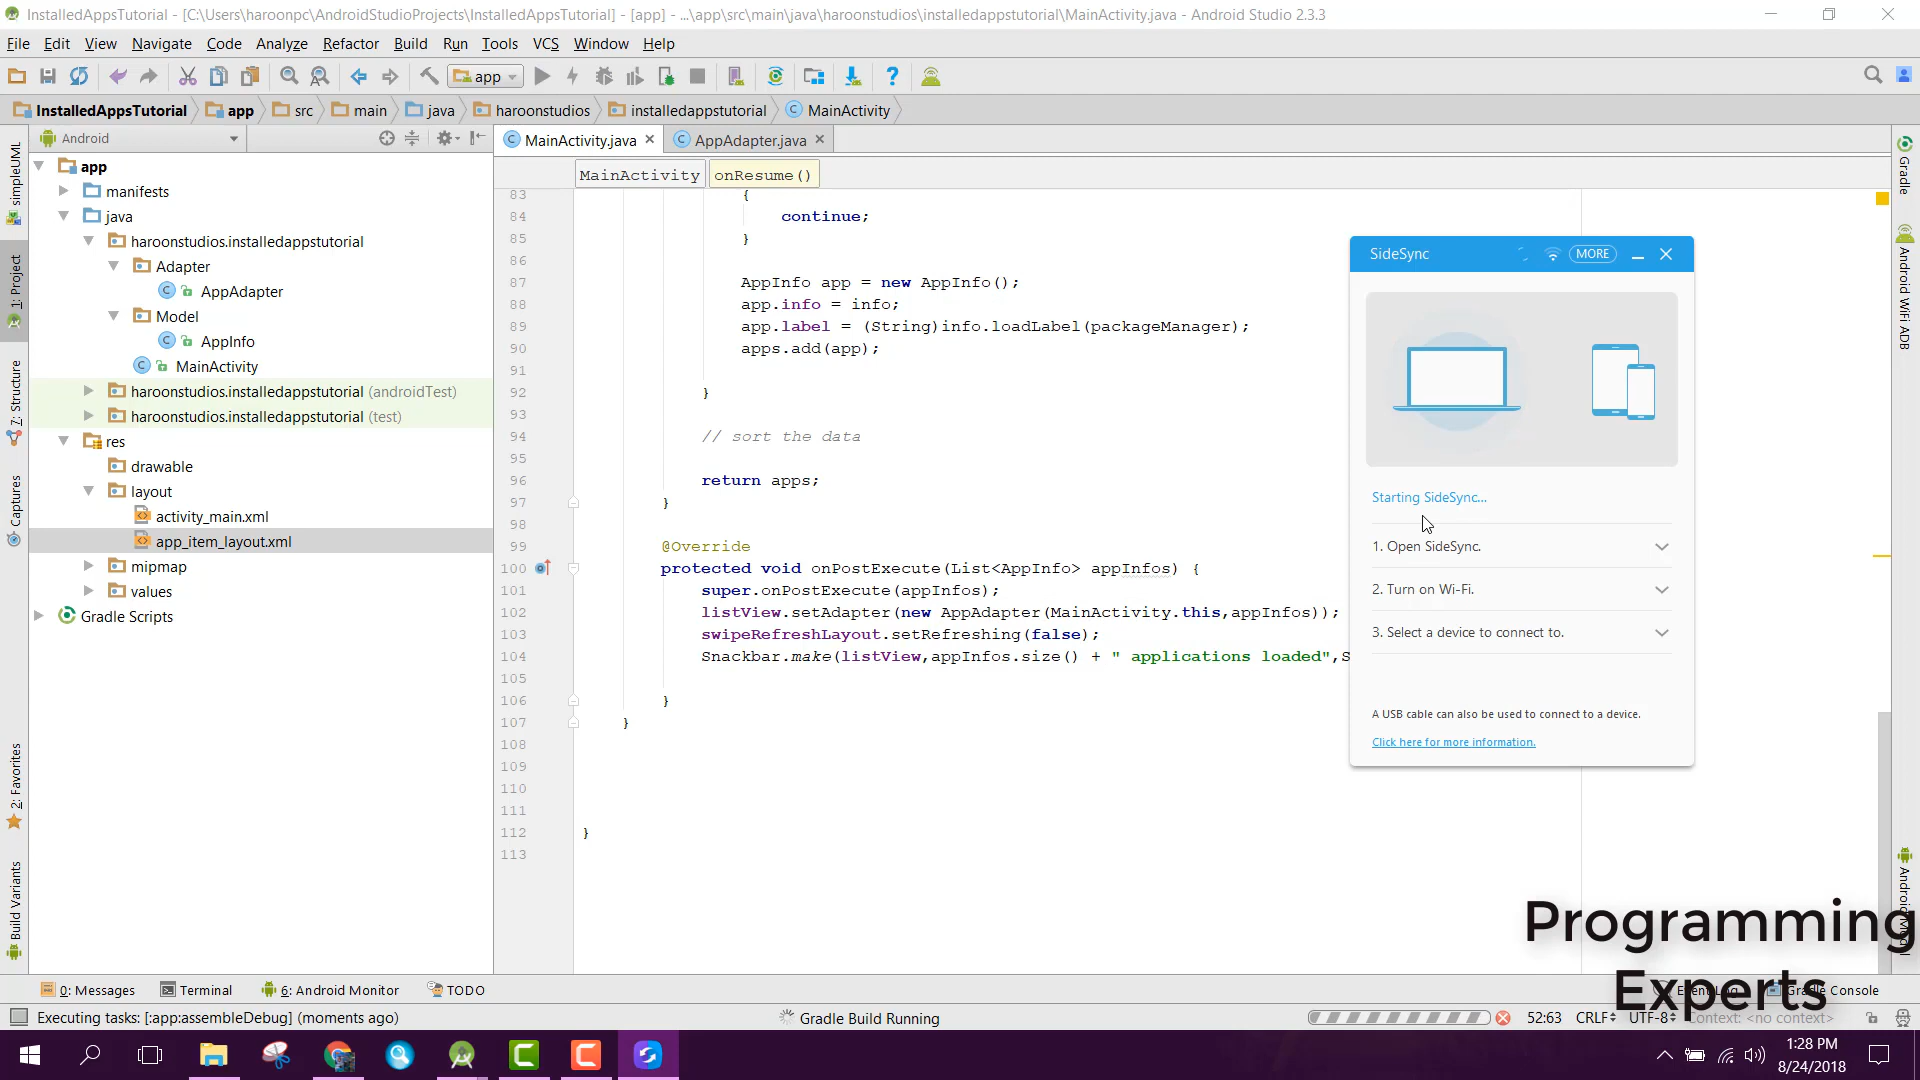 [C:\Users\haroonpc\AndroidStudioProjects\InstalledAppsTutorial] - [app] - ...\app\src\main\java\haroonstudios\installedappstutorial\MainActivity.java - Android Studio 2.3.3
File Edit View Navigate Code Analyze Refactor Build Run Tools VCS Window Help
app
InstalledAppsTutorial app src main java haroonstudios installedappstutorial MainActivity
Android
MainActivity.java AppAdapter.java
MainActivity onResume()
simpleUML
1: Project
7: Structure
Captures
2: Favorites
Build Variants
app
manifests
java
haroonstudios.installedappstutorial
Adapter
AppAdapter
Model
AppInfo
MainActivity
haroonstudios.installedappstutorial (androidTest)
haroonstudios.installedappstutorial (test)
res
drawable
layout
activity_main.xml
app_item_layout.xml
mipmap
values
Gradle Scripts
83 {
84 continue;
85 }
86
87 AppInfo app = new AppInfo();
88 app.info = info;
89 app.label = (String)info.loadLabel(packageManager);
90 apps.add(app);
91
92 }
93
94 // sort the data
95
96 return apps;
97 }
98
99 @Override
100 protected void onPostExecute(List<AppInfo> appInfos) {
101 super.onPostExecute(appInfos);
102 listView.setAdapter(new AppAdapter(MainActivity.this,appInfos));
103 swipeRefreshLayout.setRefreshing(false);
104 Snackbar.make(listView,appInfos.size() + " applications loaded",S
105
106 }
107 }
108
109
110
111
112 }
113
SideSync MORE
Starting SideSync...
1. Open SideSync.
2. Turn on Wi-Fi.
3. Select a device to connect to.
A USB cable can also be used to connect to a device.
Click here for more information.
Gradle
Android WiFi ADB
Programming
Experts
0: Messages Terminal 6: Android Monitor TODO Gradle Console
Executing tasks: [:app:assembleDebug] (moments ago) Gradle Build Running 52:63 CRLF UTF-8 Context: <no context>
1:28 PM
8/24/2018